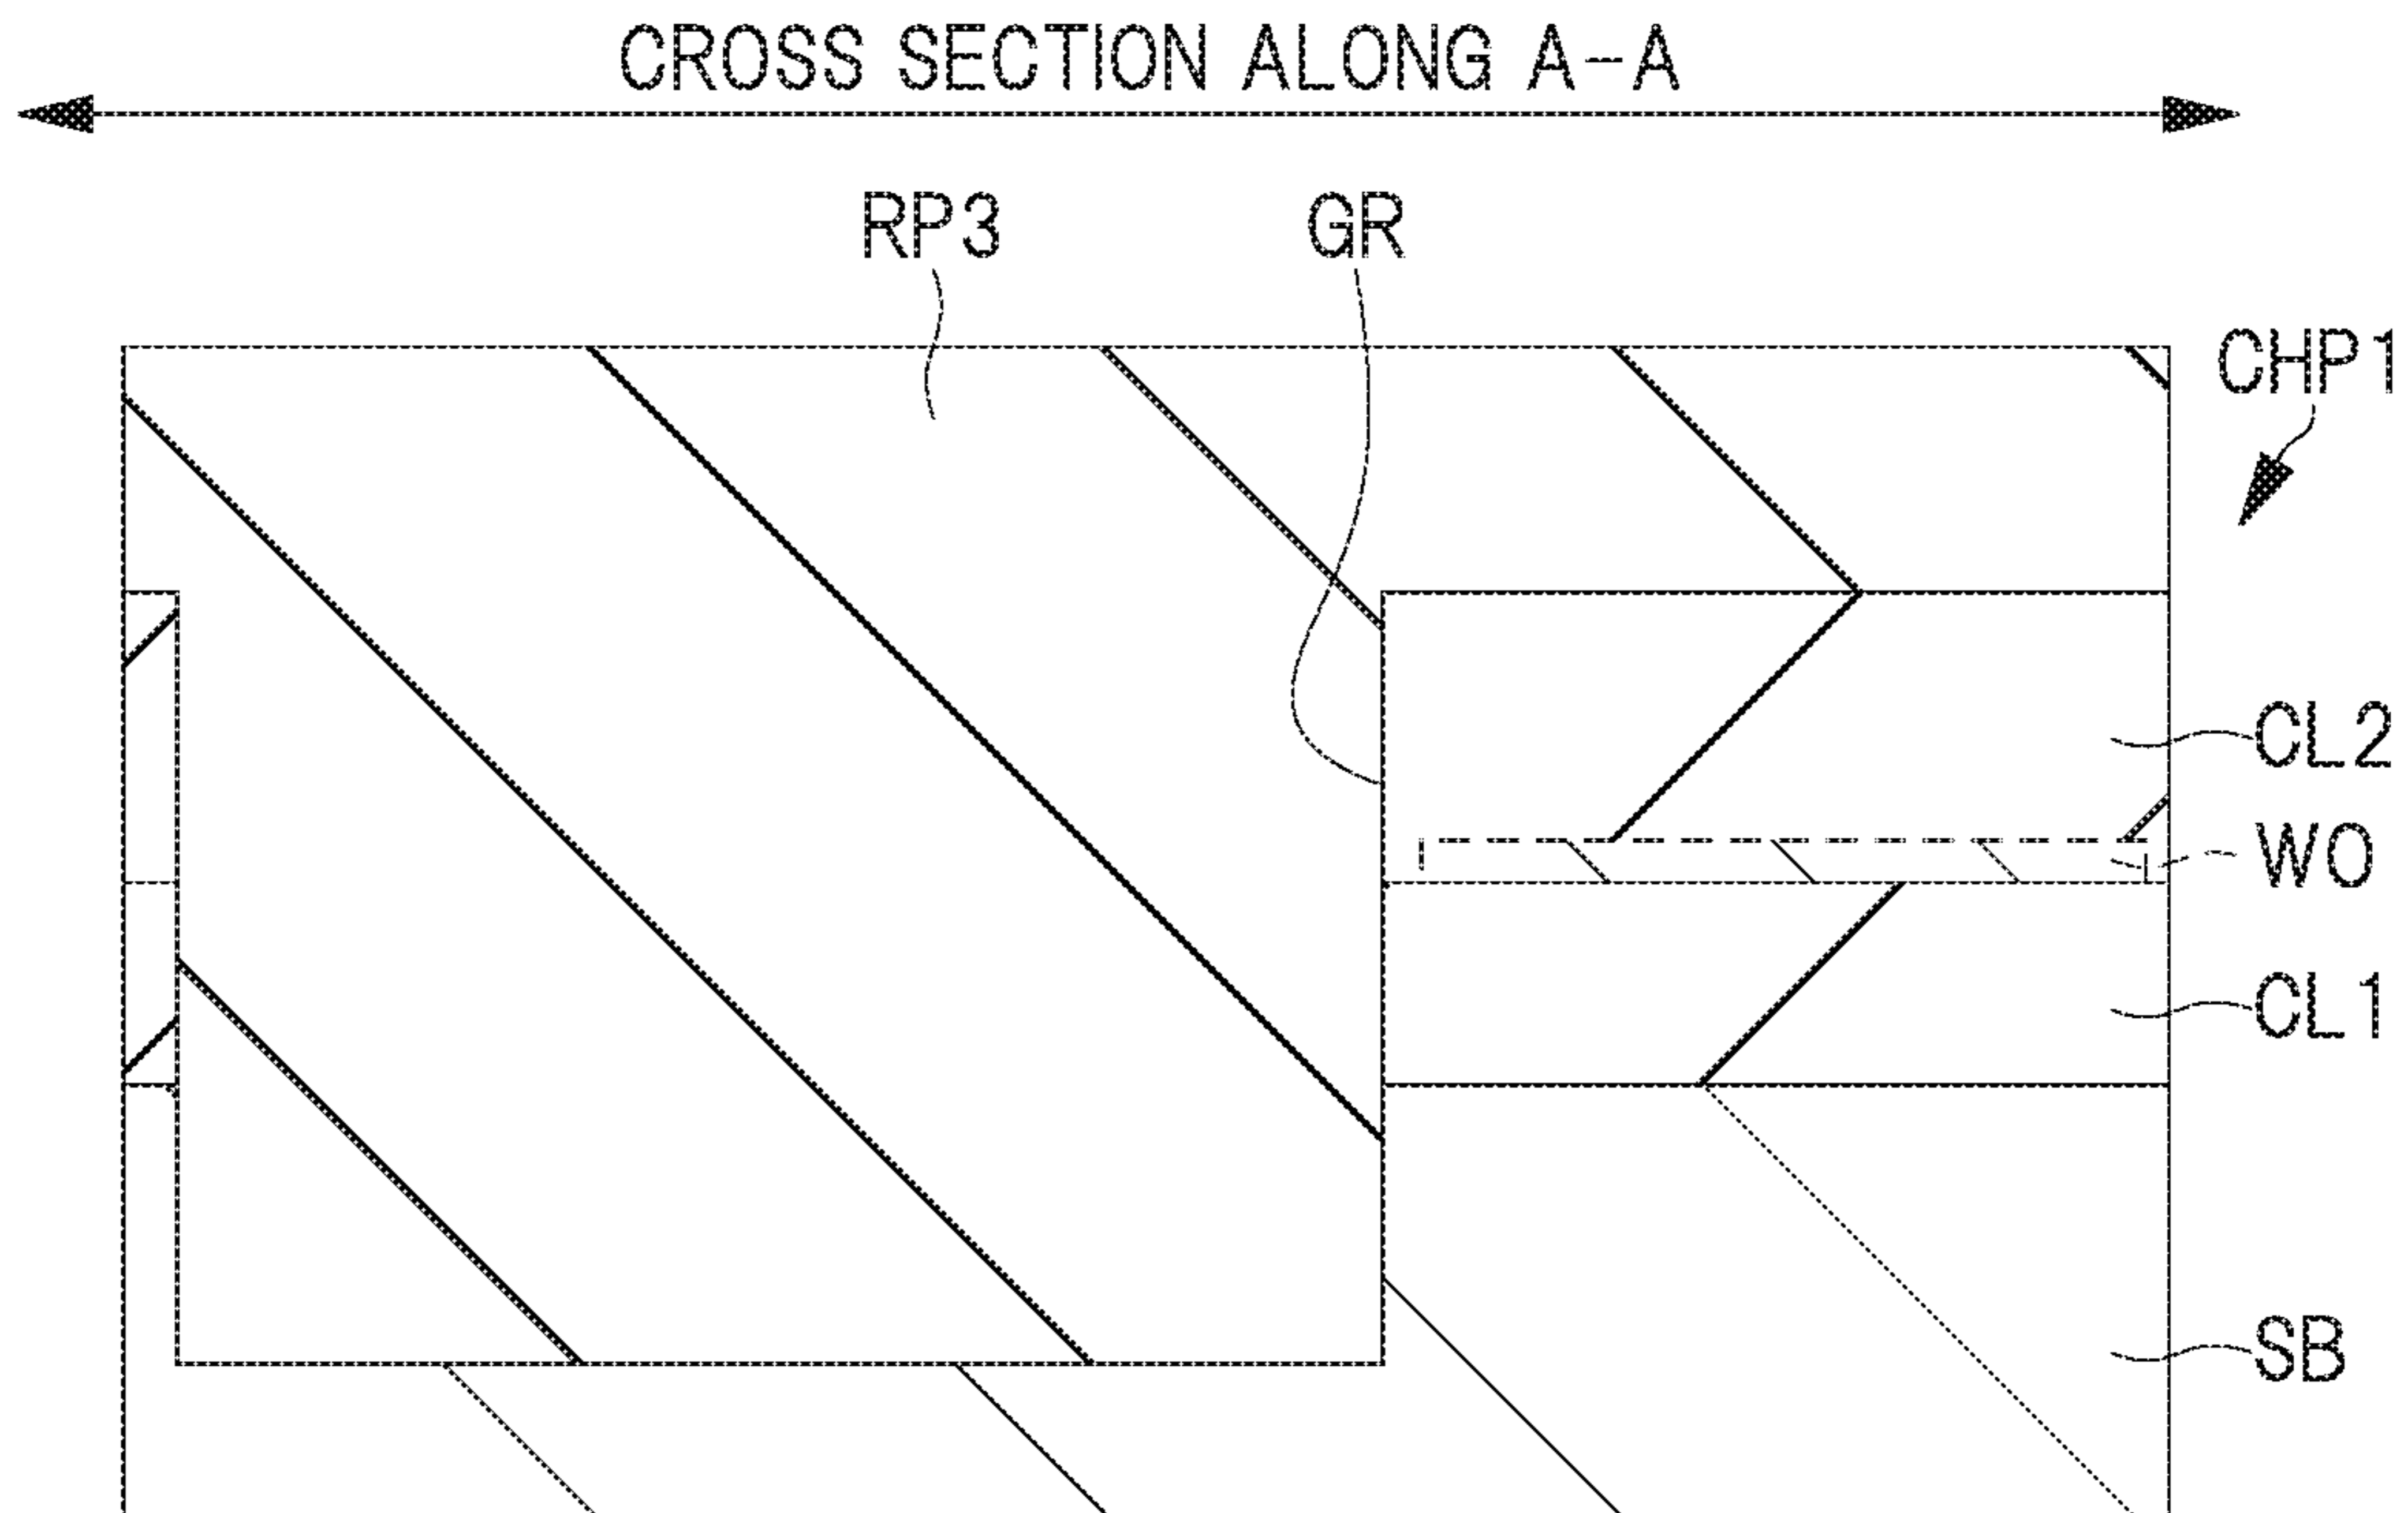 CROSS SECTION ALONG A-A
RP3
GR
CHP1
CL2
WO
CL1
SB